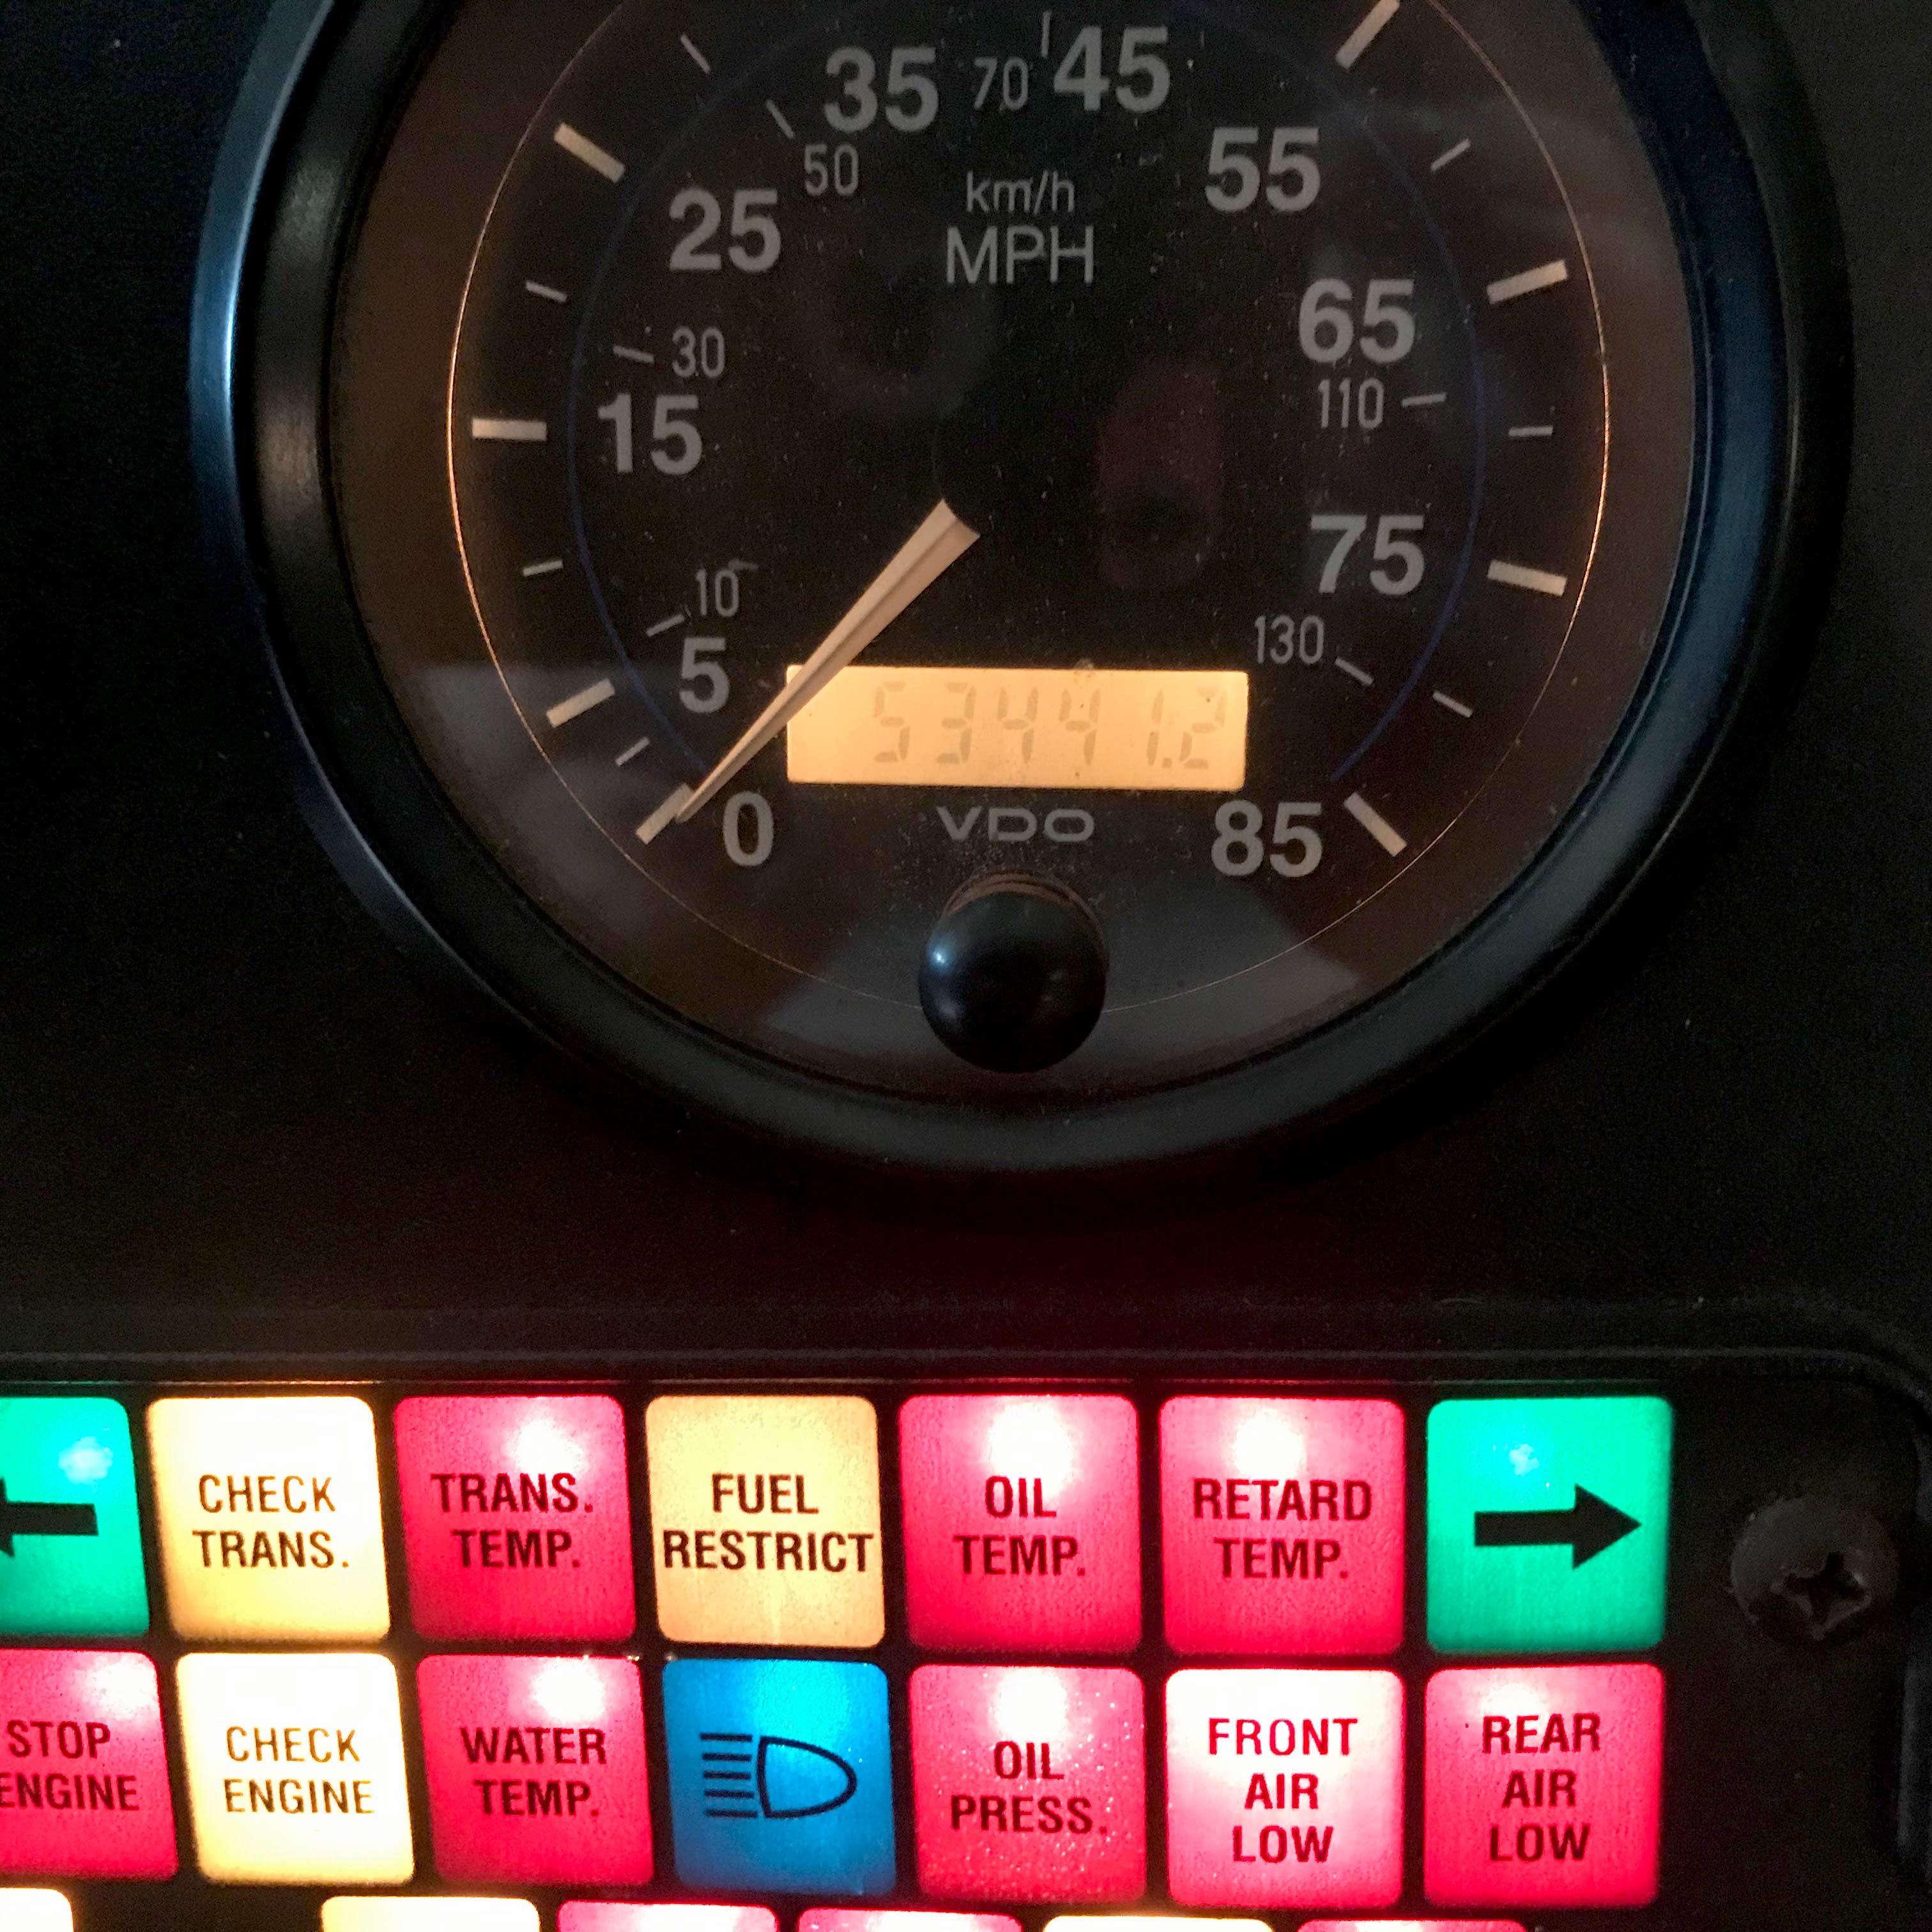 35 70 45
50
55
25
km/h
MPH
30
65
15
110
75
10
130
5
53441.2
0
VDO
85
CHECK
TRANS.
TRANS.
TEMP.
FUEL
RESTRICT
OIL
TEMP.
RETARD
TEMP.
STOP
ENGINE
CHECK
ENGINE
WATER
TEMP.
OIL
PRESS.
FRONT
AIR
LOW
REAR
AIR
LOW